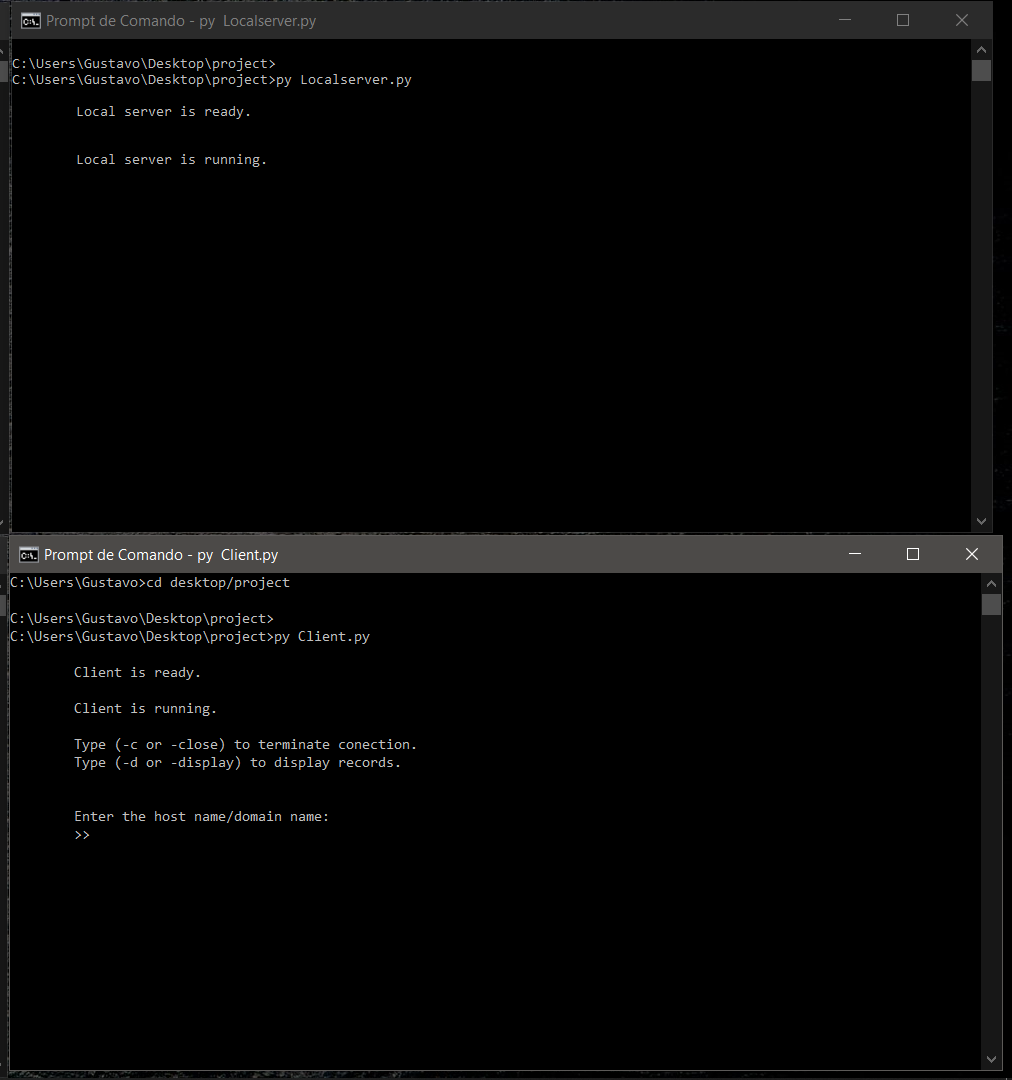 Prompt de Comando - py  Localserver.py
C:\Users\Gustavo\Desktop\project>
C:\Users\Gustavo\Desktop\project>py Localserver.py
Local server is ready.
Local server is running.
Prompt de Comando - py  Client.py
C:\Users\Gustavo>cd desktop/project
C:\Users\Gustavo\Desktop\project>
C:\Users\Gustavo\Desktop\project>py Client.py
Client is ready.
Client is running.
Type (-c or -close) to terminate conection.
Type (-d or -display) to display records.
Enter the host name/domain name:
>>